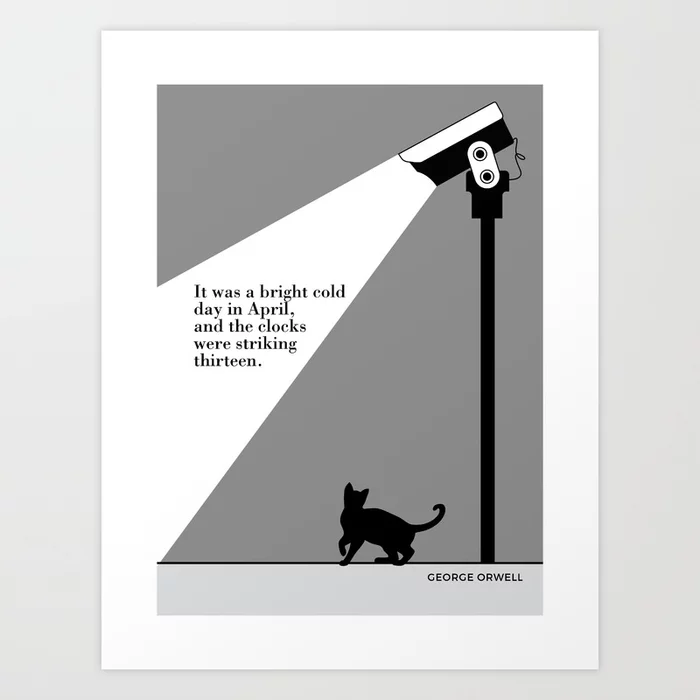 It was a bright cold
day in April,
and the clocks
were striking
thirteen.
GEORGE ORWELL